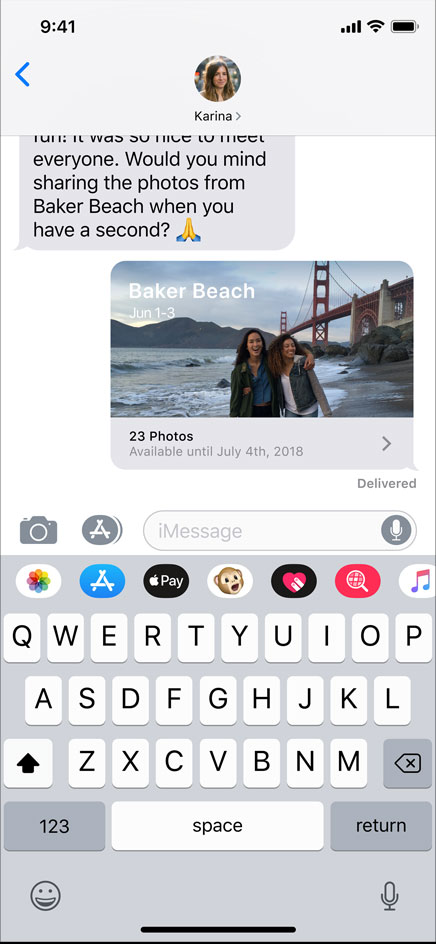 9:41
Karina
fun! It was so nice to meet
everyone. Would you mind
sharing the photos from
Baker Beach when you
have a second? 🙏
Baker Beach
Jun 1-3
23 Photos
Available until July 4th, 2018
Delivered
iMessage
Pay
Q W E R T Y U I O P
A S D F G H J K L
Z X C V B N M
123 space return